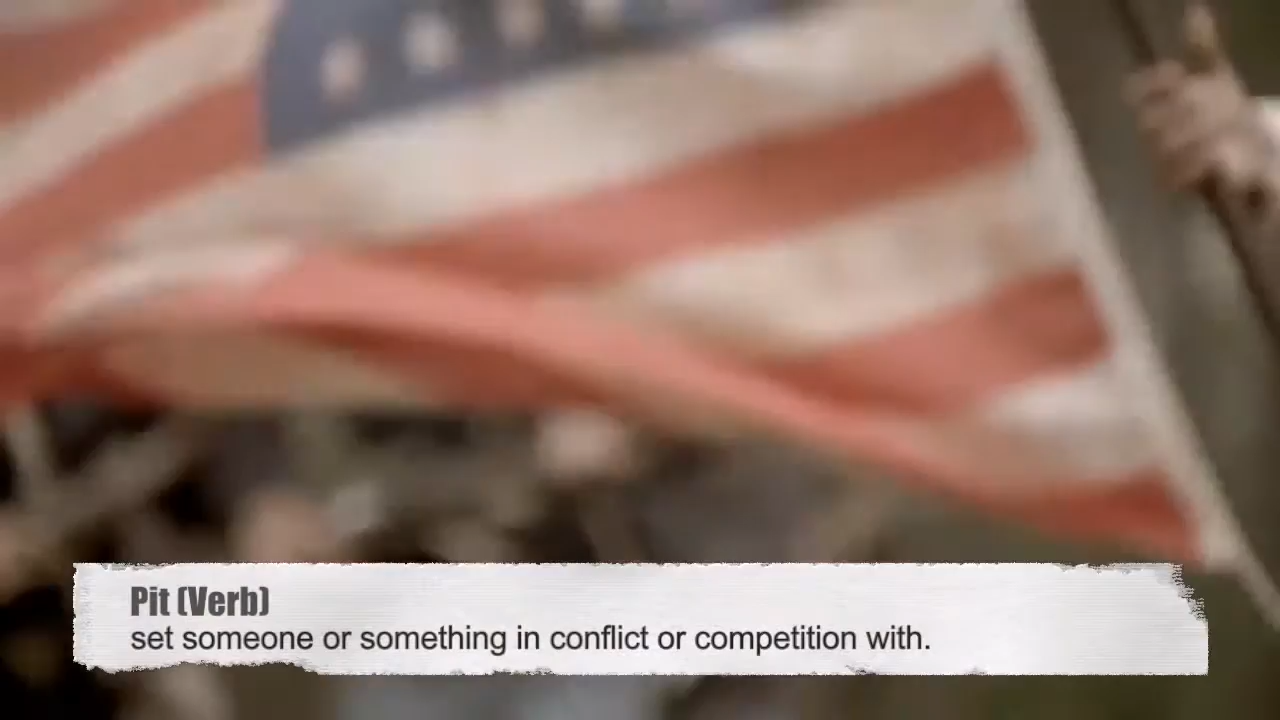 Pit (Verb)
set someone or something in conflict or competition with.